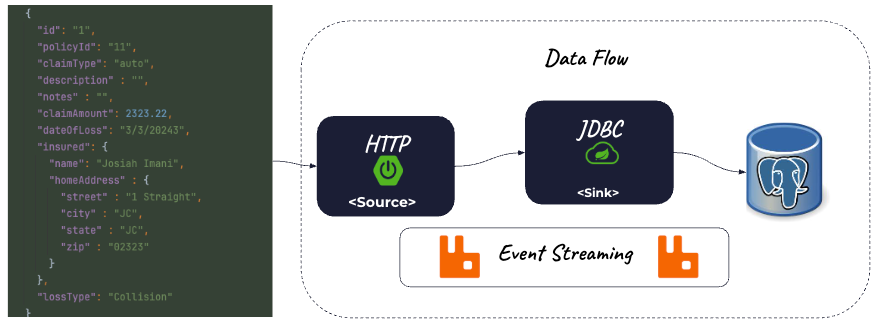 {
"id": "1",
"policyId": "11",
"claimType": "auto",
"description" : "",
"notes" : "",
"claimAmount": 2323.22,
"dateOfLoss": "3/3/20243",
"insured": {
"name": "Josiah Imani",
"homeAddress" : {
"street" : "1 Straight",
"city" : "JC",
"state" : "JC",
"zip" : "02323"
}
},
"lossType": "Collision"
}
Data Flow
HTTP
<Source>
JDBC
<Sink>
Event Streaming